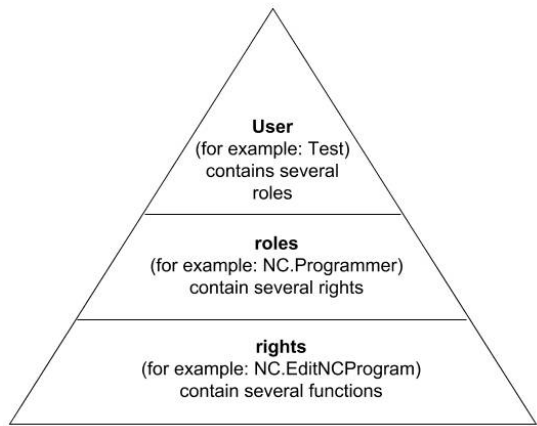 User
(for example: Test)
contains several
roles
roles
(for example: NC.Programmer)
contain several rights
rights
(for example: NC.EditNCProgram)
contain several functions